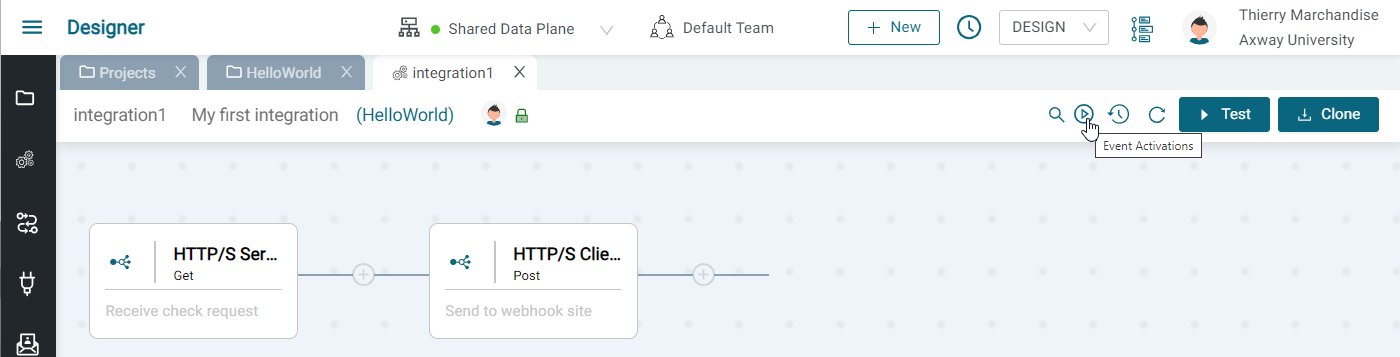 Designer
Shared Data Plane
Default Team
+ New
DESIGN
Thierry Marchandise
Axway University
Projects X
HelloWorld X
integration1 X
integration1 My first integration (HelloWorld)
Test
Clone
Event Activations
HTTP/S Ser...
Get
Receive check request
HTTP/S Clie...
Post
Send to webhook site